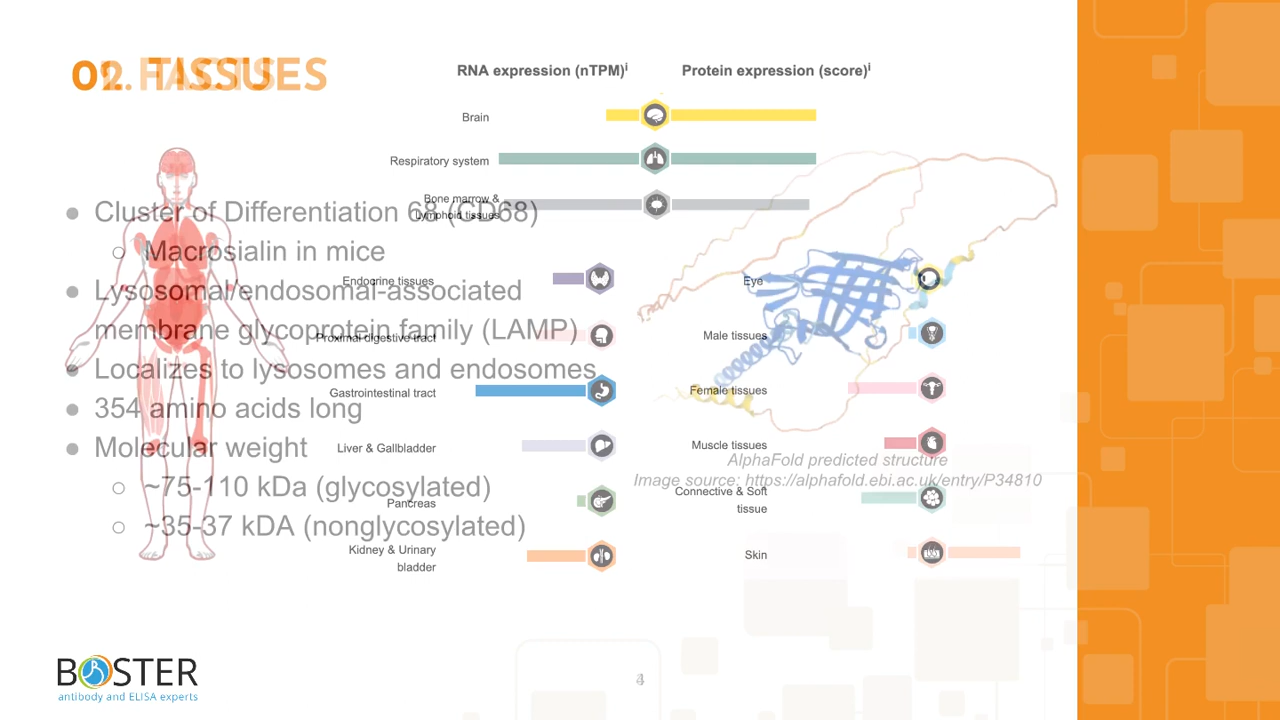 02. TISSUES
RNA expression (nTPM)i
Protein expression (score)i
Brain
Respiratory system
Bone marrow &
Lymphoid tissues
Endocrine tissues
Proximal digestive tract
Gastrointestinal tract
Liver & Gallbladder
Pancreas
Kidney & Urinary
bladder
Eye
Male tissues
Female tissues
Muscle tissues
Connective & Soft
tissue
Skin
● Cluster of Differentiation 68 (CD68)
○ Macrosialin in mice
● Lysosomal/endosomal-associated
membrane glycoprotein family (LAMP)
● Localizes to lysosomes and endosomes
● 354 amino acids long
● Molecular weight
○ ~75-110 kDa (glycosylated)
○ ~35-37 kDA (nonglycosylated)
AlphaFold predicted structure
Image source: https://alphafold.ebi.ac.uk/entry/P34810
BOSTER
antibody and ELISA experts
4